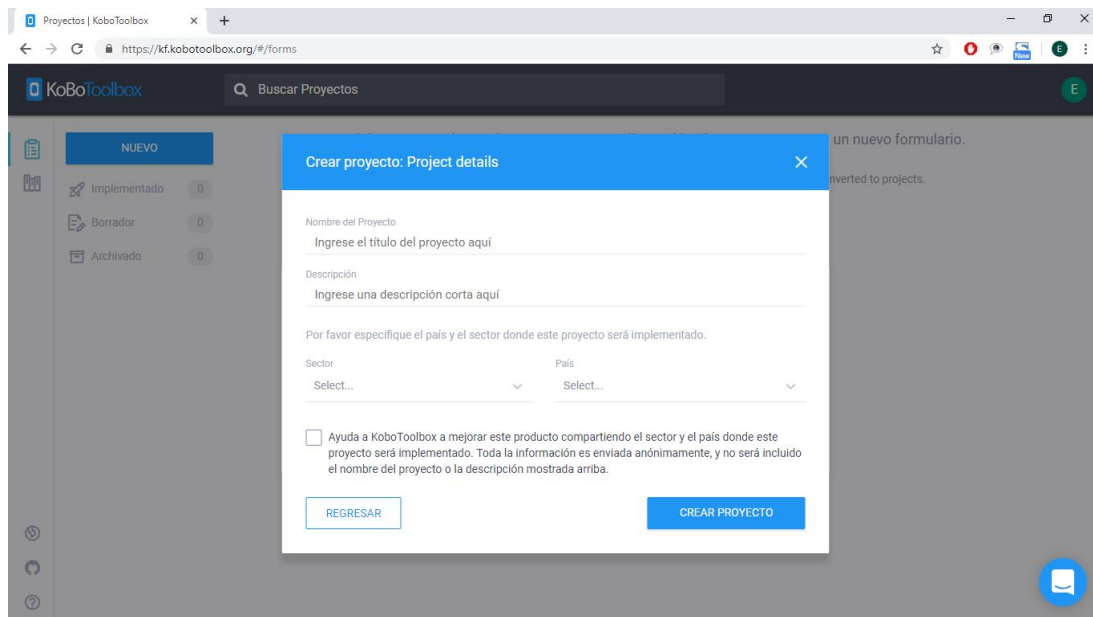 Proyectos | KoboToolbox
https://kf.kobotoolbox.org/#/forms
New
E
KoBoToolbox
Buscar Proyectos
E
NUEVO
un nuevo formulario.
Crear proyecto: Project details
nverted to projects.
Implementado 0
Borrador 0
Archivado 0
Nombre del Proyecto
Ingrese el título del proyecto aquí
Descripción
Ingrese una descripción corta aquí
Por favor especifique el país y el sector donde este proyecto será implementado.
Sector País
Select... Select...
Ayuda a KoboToolbox a mejorar este producto compartiendo el sector y el país donde este
proyecto será implementado. Toda la información es enviada anónimamente, y no será incluido
el nombre del proyecto o la descripción mostrada arriba.
REGRESAR CREAR PROYECTO